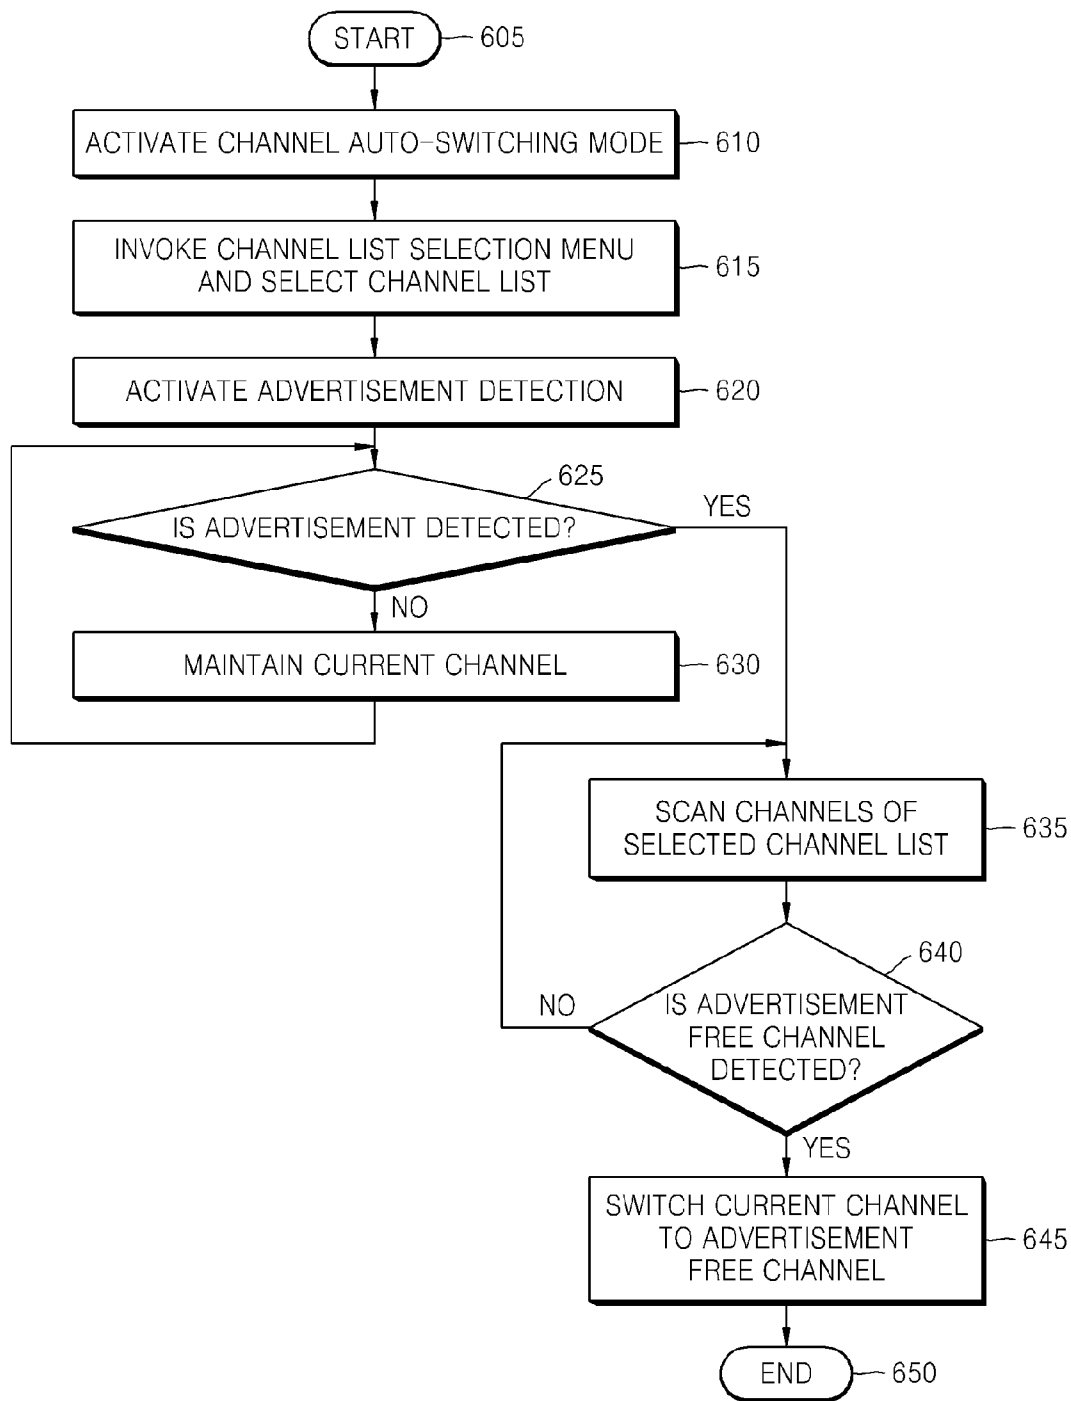 START
605
ACTIVATE CHANNEL AUTO-SWITCHING MODE
610
INVOKE CHANNEL LIST SELECTION MENU
AND SELECT CHANNEL LIST
615
ACTIVATE ADVERTISEMENT DETECTION
620
625
IS ADVERTISEMENT DETECTED?
YES
NO
MAINTAIN CURRENT CHANNEL
630
SCAN CHANNELS OF
SELECTED CHANNEL LIST
635
640
IS ADVERTISEMENT
FREE CHANNEL
DETECTED?
NO
YES
SWITCH CURRENT CHANNEL
TO ADVERTISEMENT
FREE CHANNEL
645
END
650